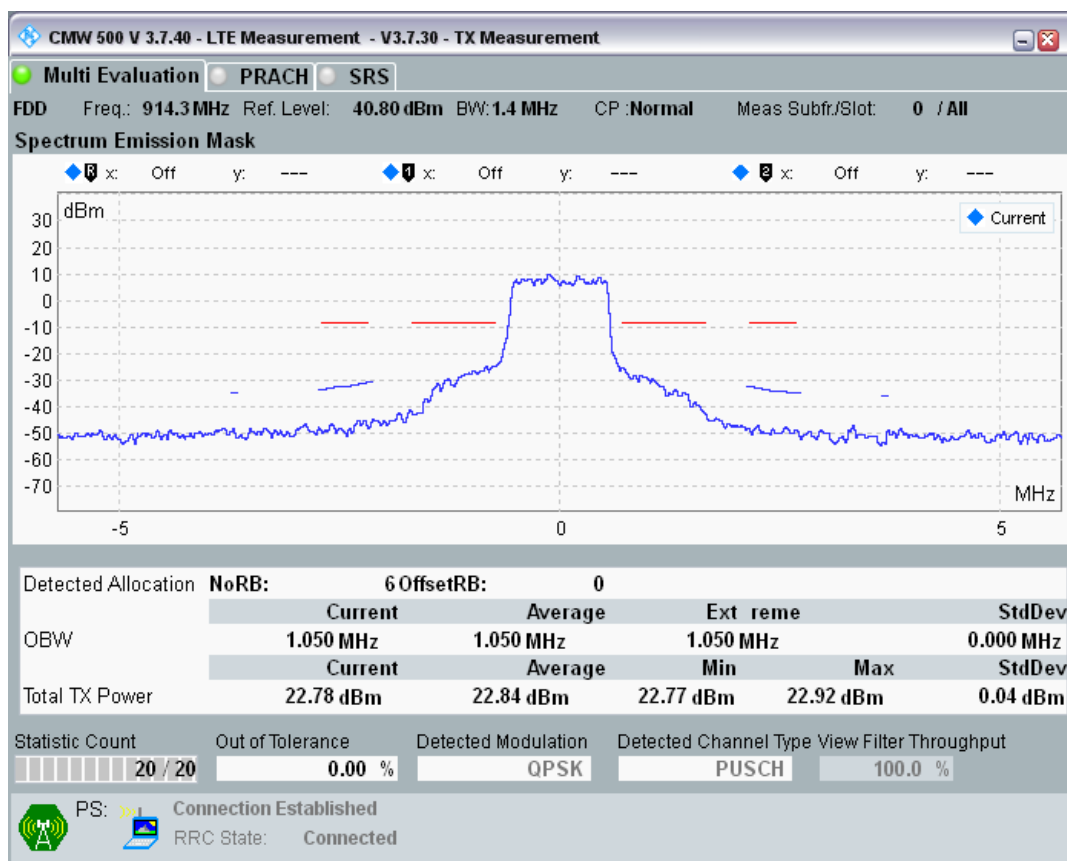 CMW 500 V 3.7.40 - LTE Measurement - V3.7.30 - TX Measurement
Multi Evaluation PRACH SRS
FDD Freq.: 914.3 MHz Ref. Level: 40.80 dBm BW: 1.4 MHz CP :Normal Meas Subfr./Slot: 0 / All
Spectrum Emission Mask
R x: Off y: --- 1 x: Off y: --- 2 x: Off y: ---
dBm
Current
30
20
10
0
-10
-20
-30
-40
-50
-60
-70
MHz
-5 0 5
Detected Allocation NoRB: 6 OffsetRB: 0
Current Average Ext reme StdDev
OBW 1.050 MHz 1.050 MHz 1.050 MHz 0.000 MHz
Current Average Min Max StdDev
Total TX Power 22.78 dBm 22.84 dBm 22.77 dBm 22.92 dBm 0.04 dBm
Statistic Count Out of Tolerance Detected Modulation Detected Channel Type View Filter Throughput
20 / 20 0.00 % QPSK PUSCH 100.0 %
PS: Connection Established
RRC State: Connected